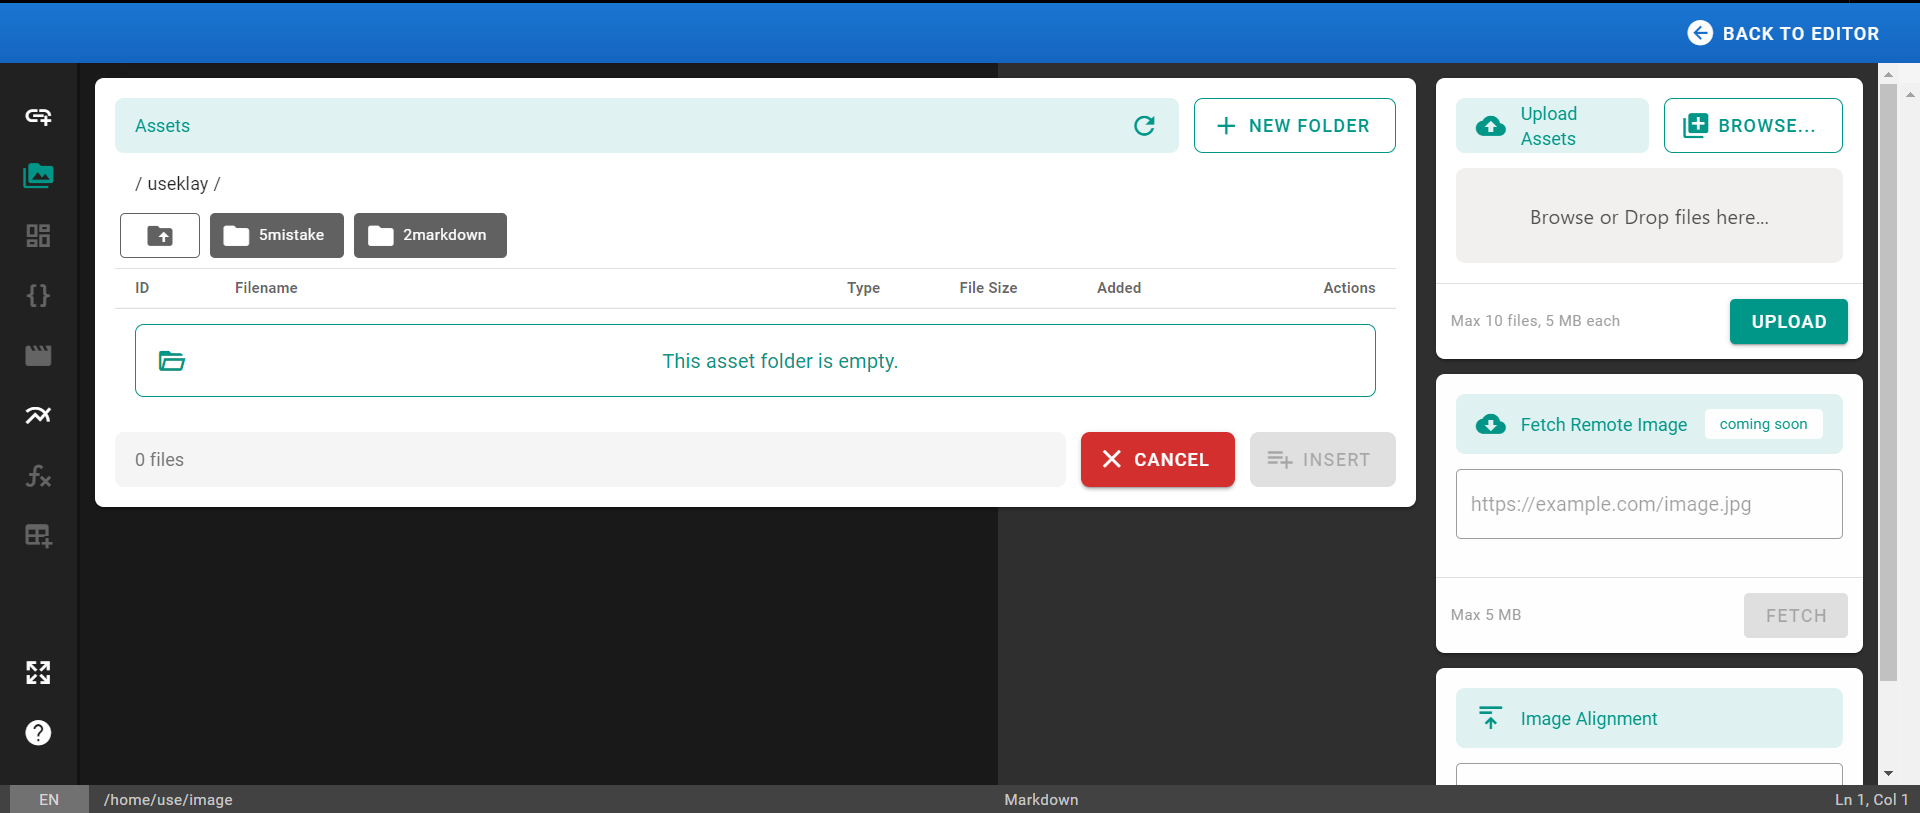 BACK TO EDITOR
Assets
NEW FOLDER
/ useklay /
5mistake
2markdown
ID Filename Type File Size Added Actions
This asset folder is empty.
0 files
CANCEL
INSERT
Upload
Assets
BROWSE...
Browse or Drop files here...
Max 10 files, 5 MB each
UPLOAD
Fetch Remote Image
coming soon
https://example.com/image.jpg
Max 5 MB
FETCH
Image Alignment
EN
/home/use/image
Markdown
Ln 1, Col 1